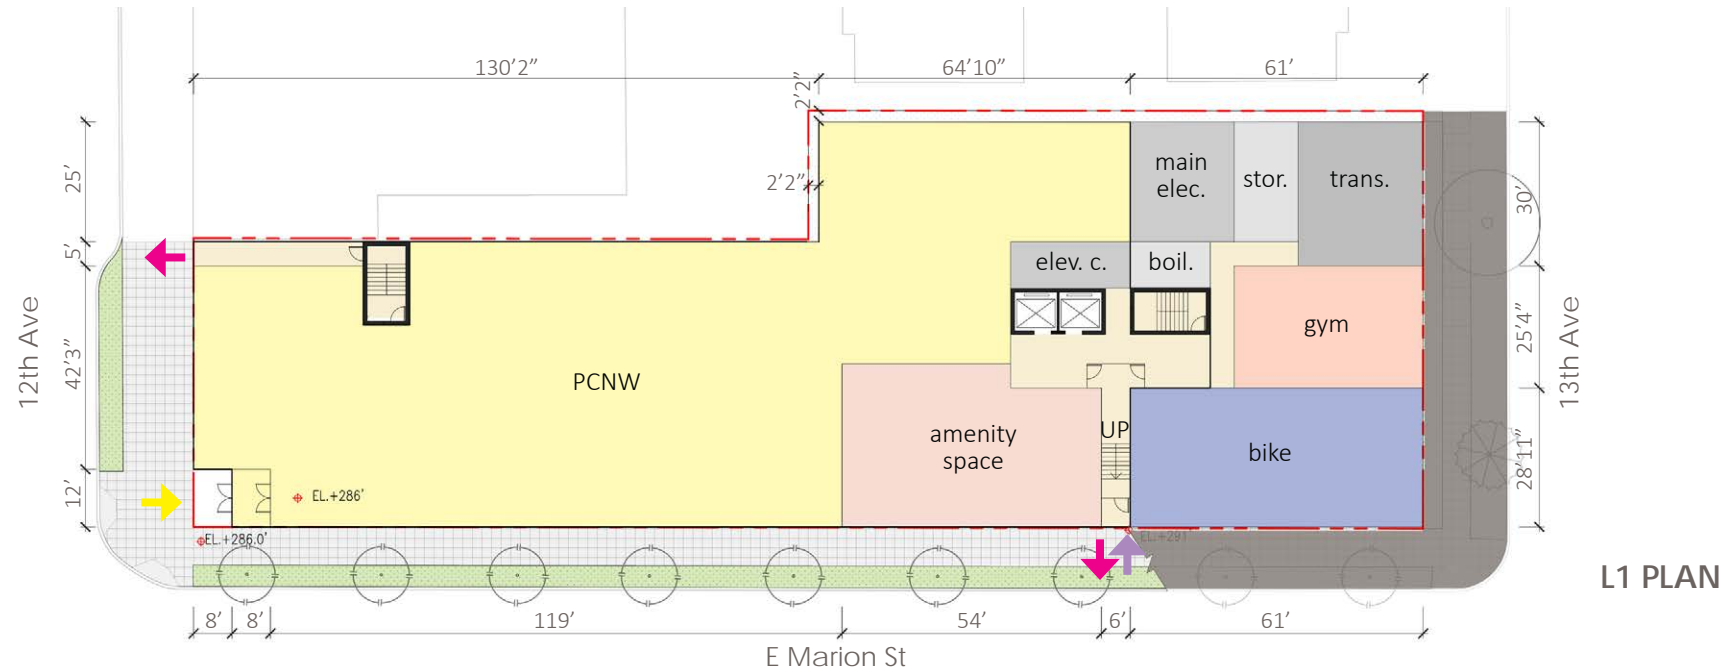 130’2”
64’10”
61’
2’2”
25’
5’
42’3”
12’
12th Ave
2’2”
main
elec.
stor.
trans.
elev. c.
boil.
gym
PCNW
amenity
space
UP
bike
30’
25’4”
28’11”
13th Ave
EL.+286'
EL.+286.0'
EL.+291
L1 PLAN
8’
8’
119’
54’
6’
61’
E Marion St